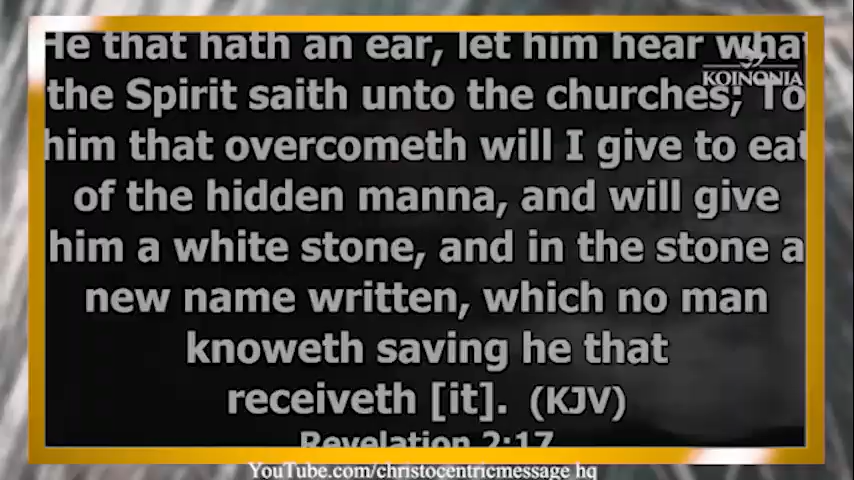 He that hath an ear, let him hear what
KOINONIA
the Spirit saith unto the churches; To
him that overcometh will I give to eat
of the hidden manna, and will give
him a white stone, and in the stone a
new name written, which no man
knoweth saving he that
receiveth [it]. (KJV)
Revelation 2:17
YouTube.com/christocentricmessage hq